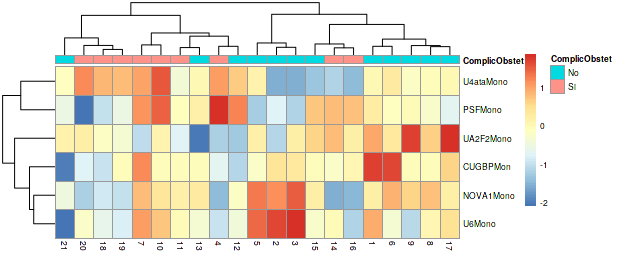 ComplicObstet
ComplicObstet
No
SI
U4ataMono
PSFMono
UA2F2Mono
CUGBPMon
NOVA1Mono
U6Mono
1
0
-1
-2
21 20 18 19 7 10 11 13 4 12 5 2 3 15 14 16 1 6 9 8 17